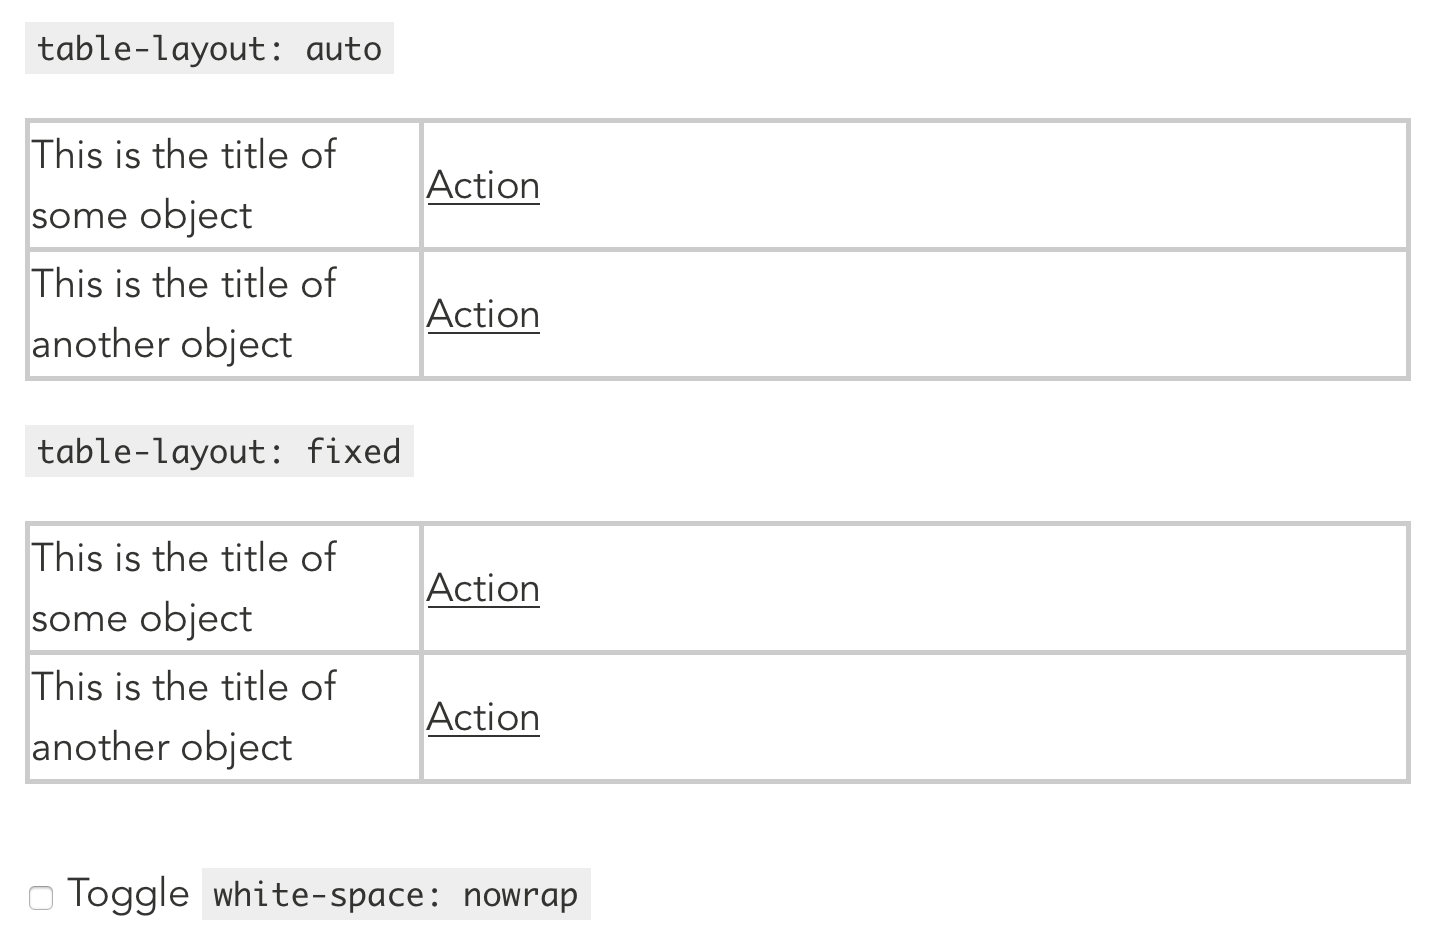 table-layout: auto
This is the title of
some object
Action
This is the title of
another object
Action
table-layout: fixed
This is the title of
some object
Action
This is the title of
another object
Action
Toggle white-space: nowrap